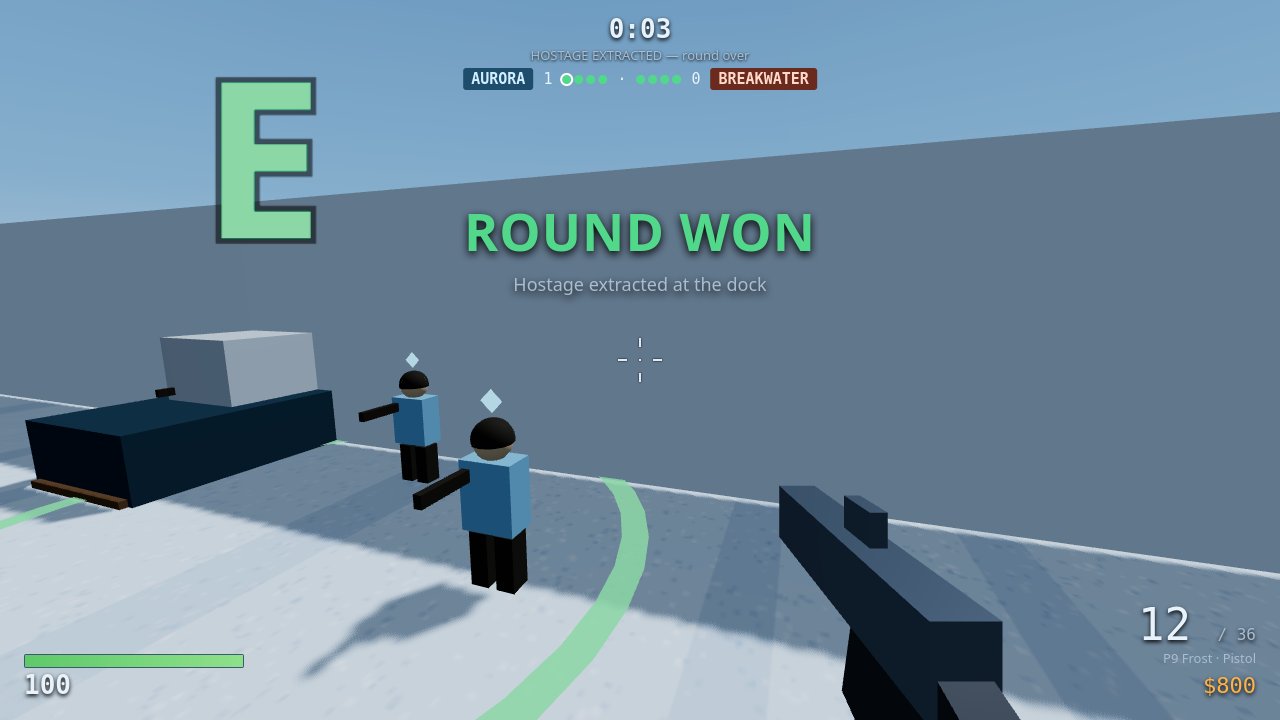 0:03
HOSTAGE EXTRACTED — round over
AURORA 1 · 0 BREAKWATER
E
ROUND WON
Hostage extracted at the dock
12 / 36
P9 Frost · Pistol
100
$800